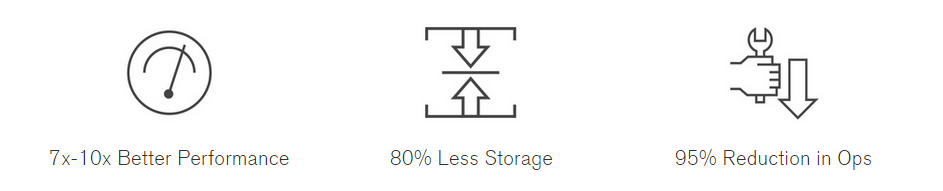 7x-10x Better Performance
80% Less Storage
95% Reduction in Ops